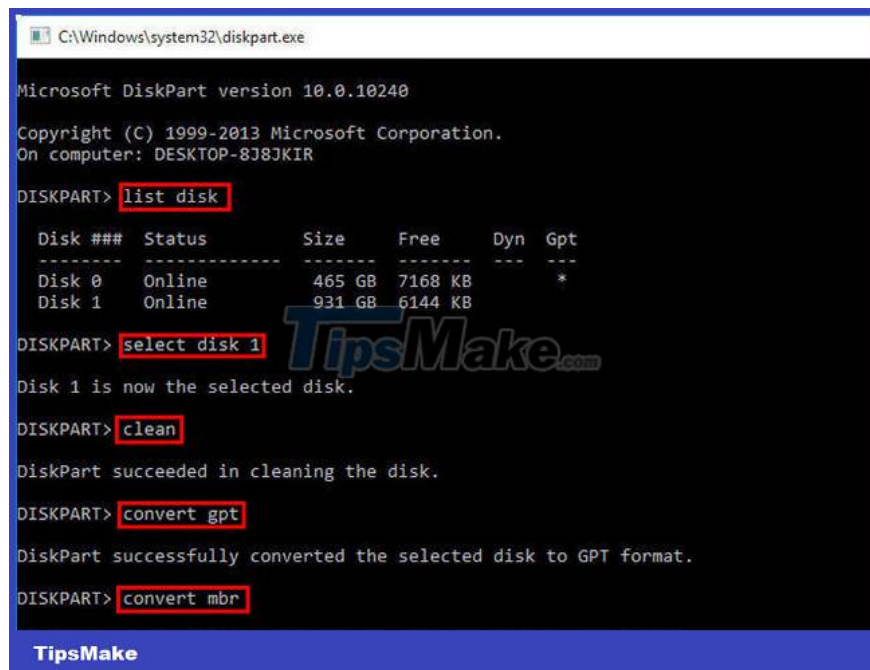 C:\Windows\system32\diskpart.exe
Microsoft DiskPart version 10.0.10240
Copyright (C) 1999-2013 Microsoft Corporation.
On computer: DESKTOP-8J8JKIR
DISKPART> list disk
Disk ### Status Size Free Dyn Gpt
-------- ------------- ------- ------- --- ---
Disk 0 Online 465 GB 7168 KB *
Disk 1 Online 931 GB 6144 KB
TipsMake.com
DISKPART> select disk 1
Disk 1 is now the selected disk.
DISKPART> clean
DiskPart succeeded in cleaning the disk.
DISKPART> convert gpt
DiskPart successfully converted the selected disk to GPT format.
DISKPART> convert mbr
TipsMake